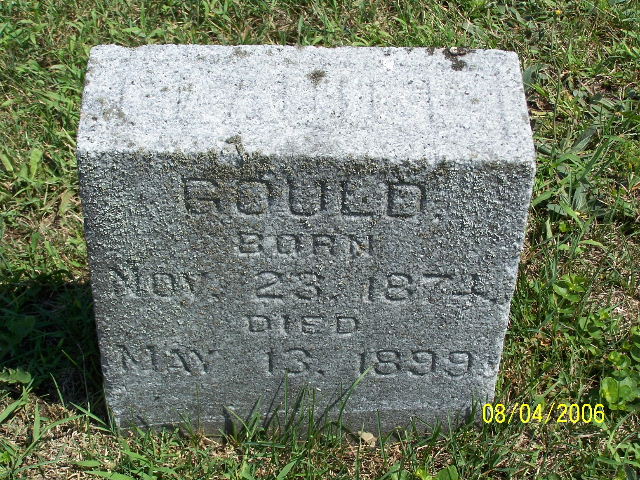 GOULD.
BORN
NOV. 23, 1874.
DIED
MAY 13, 1899.
08/04/2006